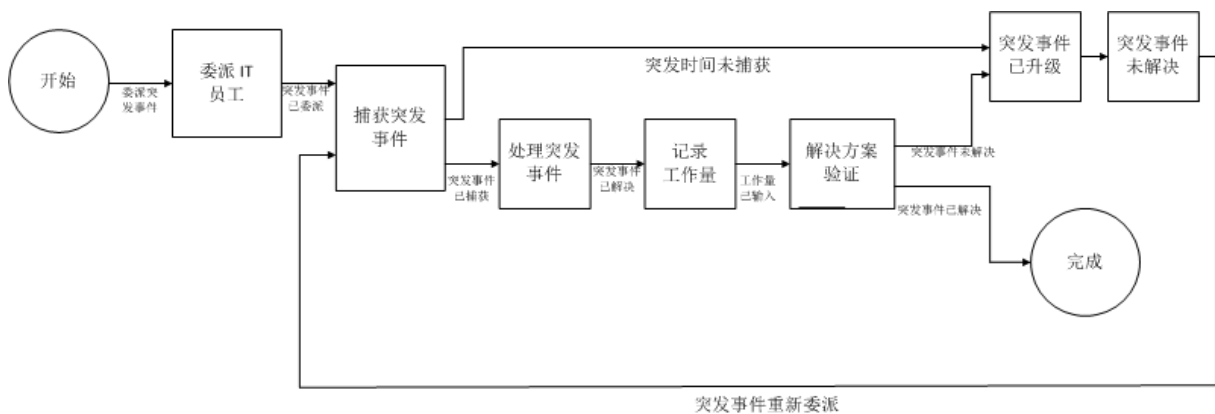 开始
委派突
发事件
委派 IT
员工
突发事件
已委派
捕获突发
事件
突发时间未捕获
突发事件
已捕获
处理突发
事件
突发事件
已解决
记录
工作量
工作量
已输入
解决方案
验证
突发事件未解决
突发事件已解决
突发事件
已升级
突发事件
未解决
完成
突发事件重新委派